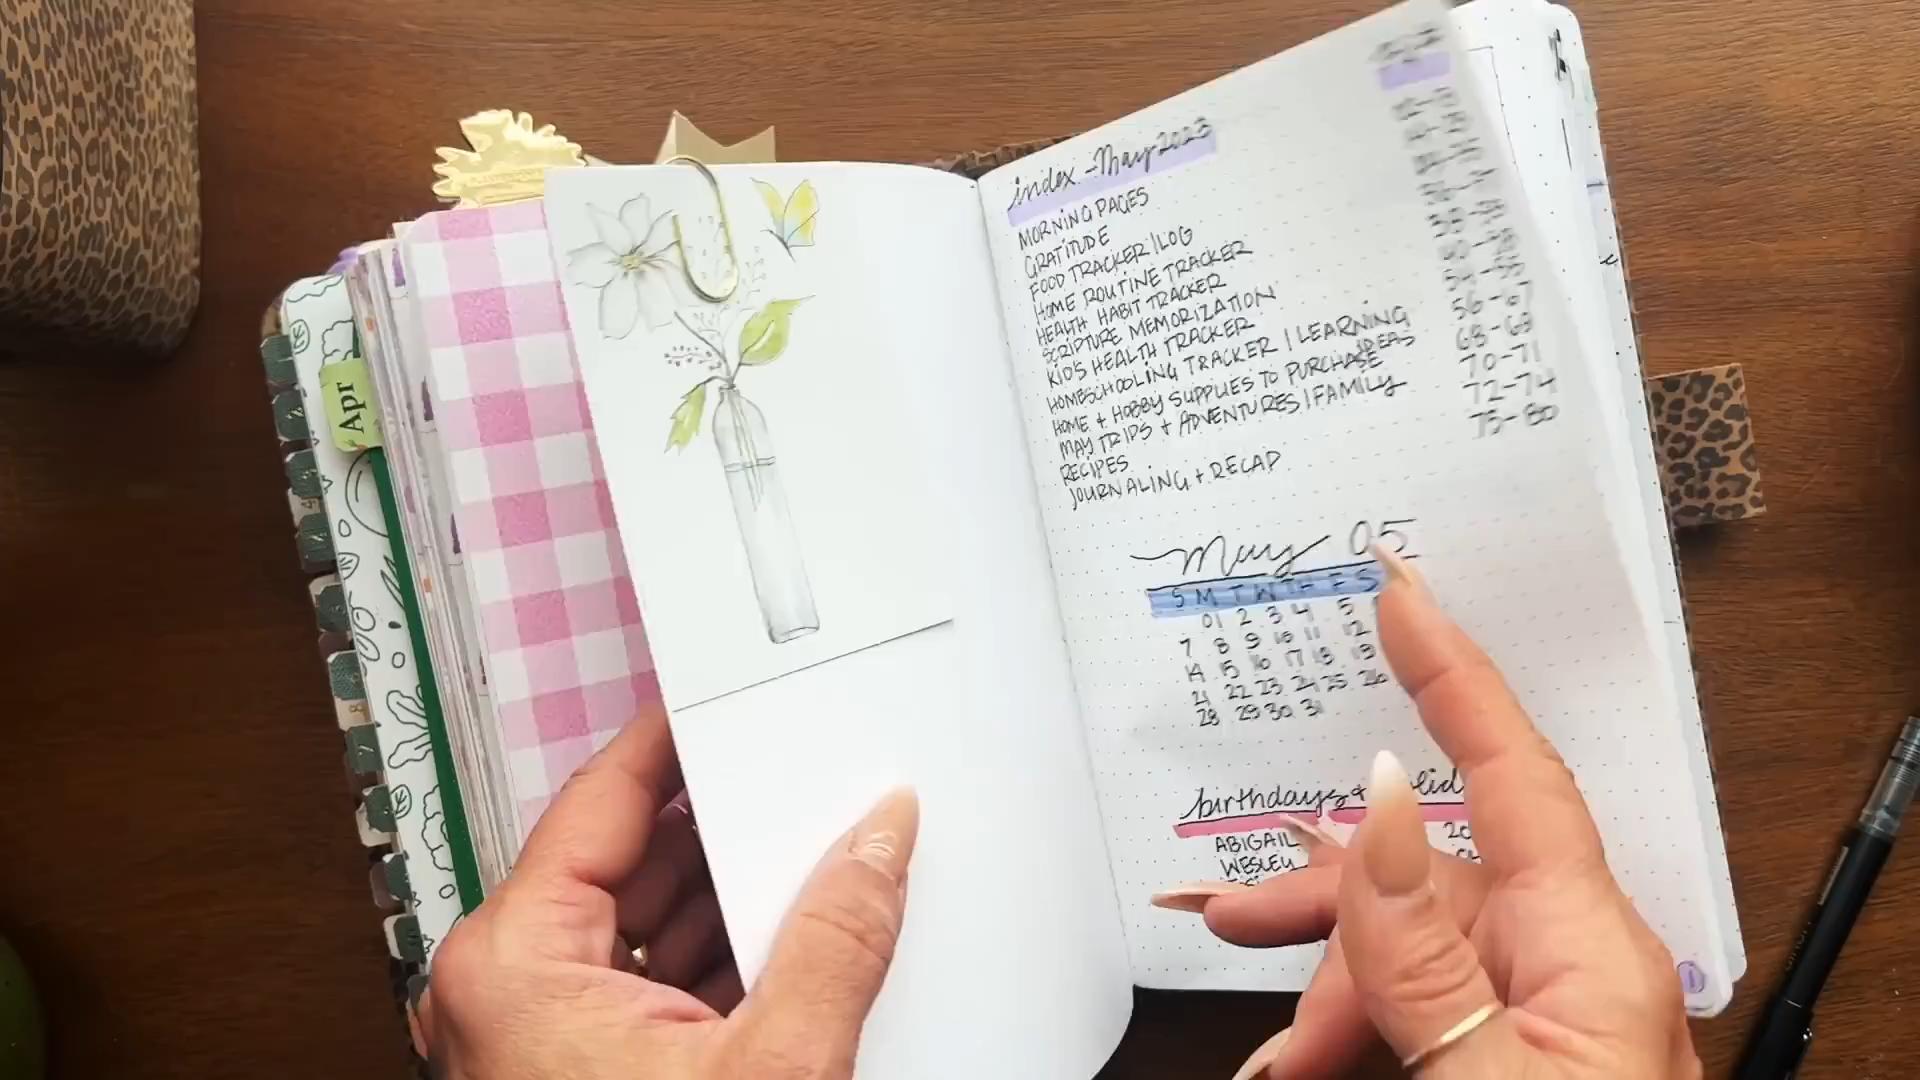 Apr
index - May 2023
MORNING PAGES
GRATITUDE
FOOD TRACKER | LOG
HOME ROUTINE TRACKER
HEALTH HABIT TRACKER
SCRIPTURE MEMORIZATION
KIDS HEALTH TRACKER
HOMESCHOOLING TRACKER | LEARNING IDEAS
HOME + HOBBY SUPPLIES TO PURCHASE
MAY TRIPS + ADVENTURES | FAMILY
RECIPES
JOURNALING + RECAP
56-67
68-69
70-71
72-74
75-80
May 05
S M T W TH F S
01 2 3 4 5
7 8 9 10 11 12
14 15 16 17 18 19
21 22 23 24 25 26
28 29 30 31
birthdays +
ABIGAIL
WESLEY
1